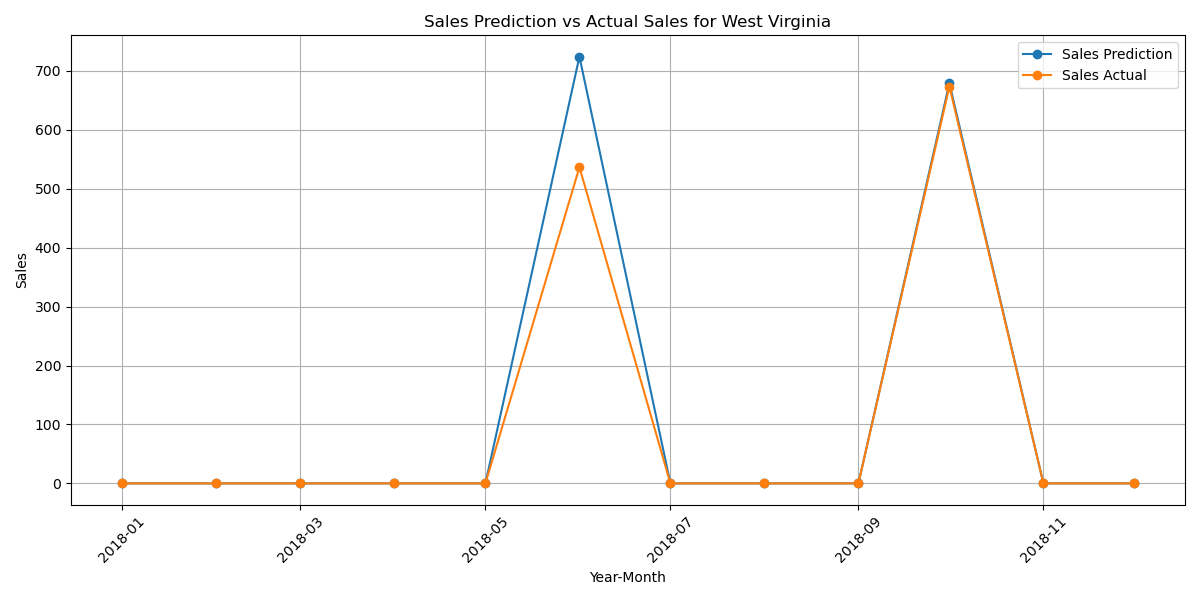 Sales Prediction vs Actual Sales for West Virginia
Sales Prediction
Sales Actual
Sales
700
600
500
400
300
200
100
0
2018-01
2018-03
2018-05
2018-07
2018-09
2018-11
Year-Month